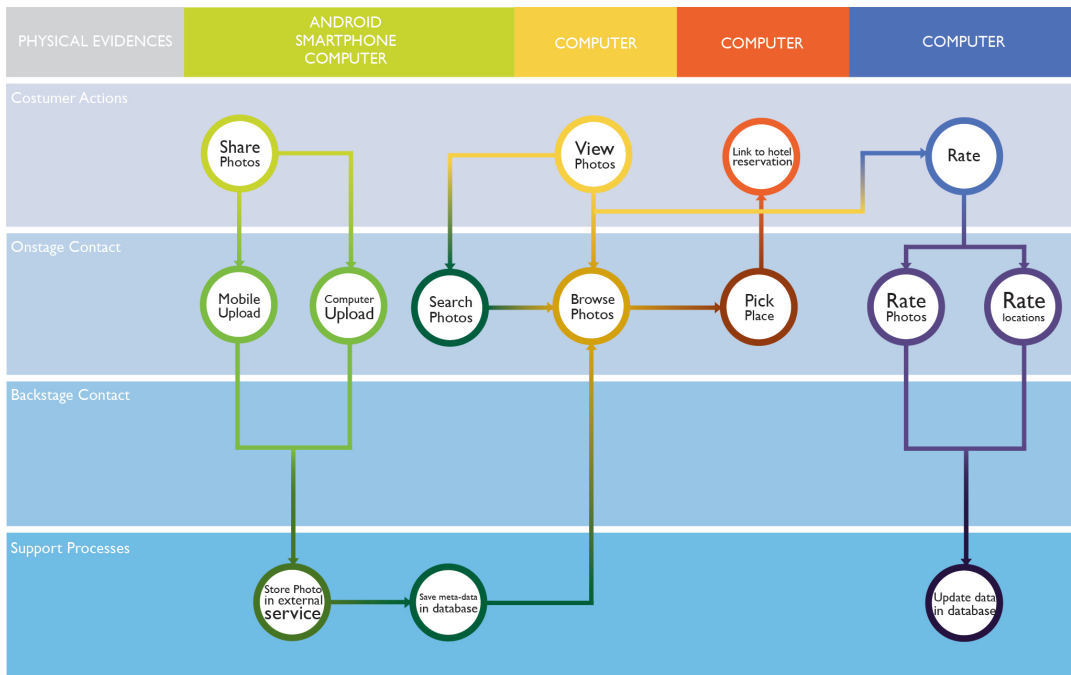 PHYSICAL EVIDENCES
ANDROID
SMARTPHONE
COMPUTER
COMPUTER
COMPUTER
COMPUTER
Costumer Actions
Share
Photos
View
Photos
Link to hotel
reservation
Rate
Onstage Contact
Mobile
Upload
Computer
Upload
Search
Photos
Browse
Photos
Pick
Place
Rate
Photos
Rate
locations
Backstage Contact
Support Processes
Store Photo
in external
service
Save meta-data
in database
Update data
in database